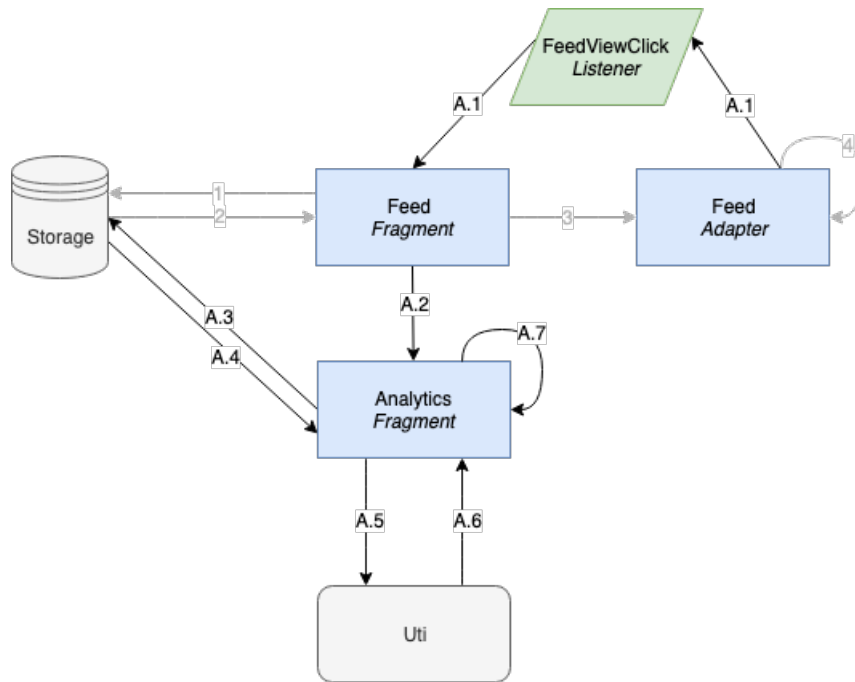 FeedViewClick
Listener
A.1
A.1
4
1
Feed
Fragment
Feed
Adapter
2
3
Storage
A.2
A.3
A.7
A.4
Analytics
Fragment
A.5
A.6
Uti